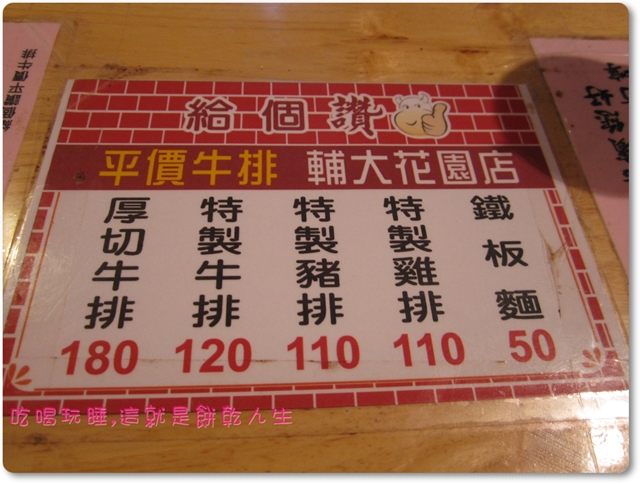 給個讚
平價牛排 輔大花園店
鐵板麵 50
特製雞排 110
特製豬排 110
特製牛排 120
厚切牛排 180
吃喝玩睡,這就是餅乾人生